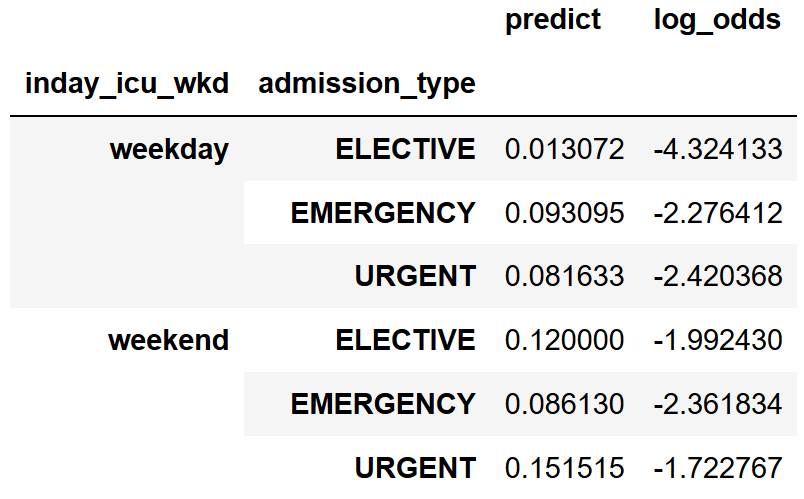 predict log_odds
inday_icu_wkd admission_type
weekday ELECTIVE 0.013072 -4.324133
EMERGENCY 0.093095 -2.276412
URGENT 0.081633 -2.420368
weekend ELECTIVE 0.120000 -1.992430
EMERGENCY 0.086130 -2.361834
URGENT 0.151515 -1.722767